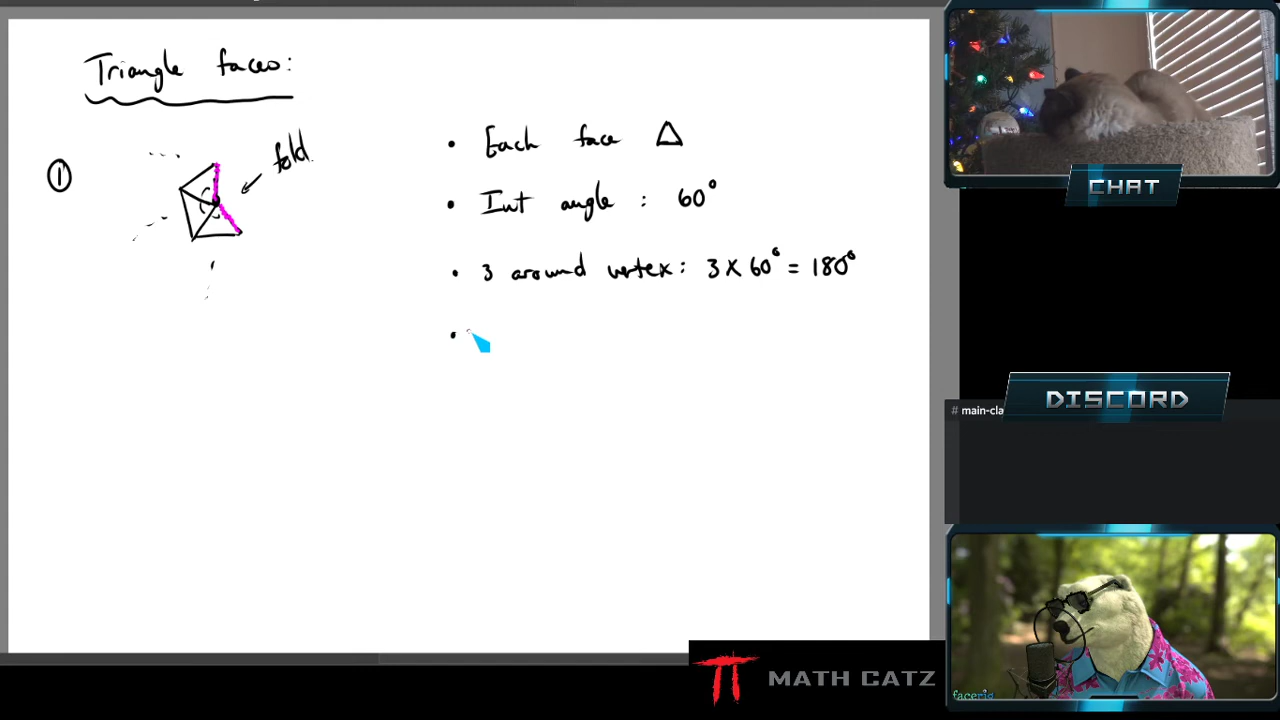 Triangle faces:
①
fold.
• Each face △
• Int angle : 60°
• 3 around vertex: 3 X 60° = 180°
•
CHAT
DISCORD
# main-cla
MATH CATZ
facerig